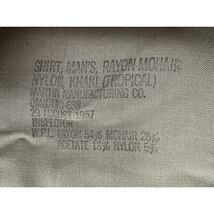 SHIRT, MAN'S, RAYON-MOHAIR
NYLON, KHAKI (TROPICAL)
MARTIN MANUFACTURING CO.
29 AUGUST 1957
INSPECTOR
W.P.L. RAYON 54% MOHAIR 28%
ACETATE 13% NYLON 5%